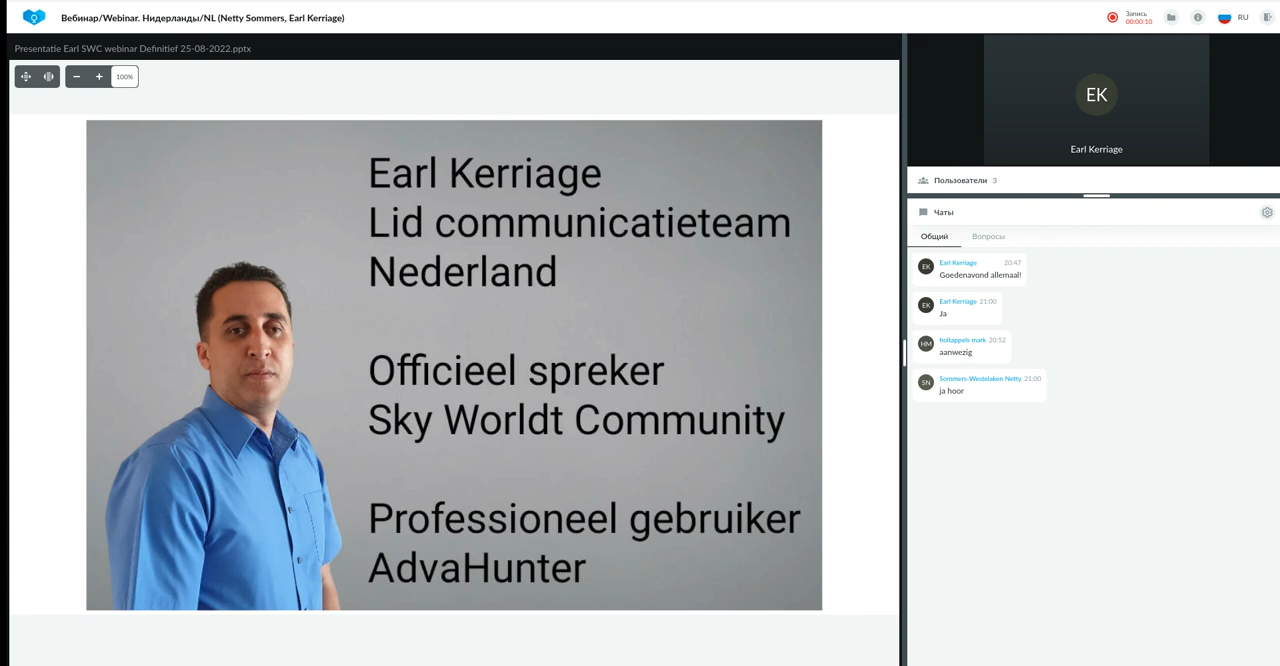 Вебинар/Webinar. Нидерланды/NL (Netty Sommers, Earl Kerriage)
Запись
00:00:10
RU
Presentatie Earl SWC webinar Definitief 25-08-2022.pptx
100%
Earl Kerriage
Lid communicatieteam
Nederland
Officieel spreker
Sky Worldt Community
Professioneel gebruiker
AdvaHunter
EK
Earl Kerriage
Пользователи 3
Чаты
Общий Вопросы
EK Earl Kerriage 20:47
Goedenavond allemaal!
EK Earl Kerriage 21:00
Ja
HM holtappels mark 20:52
aanwezig
SN Sommers-Westelaken Netty 21:00
ja hoor